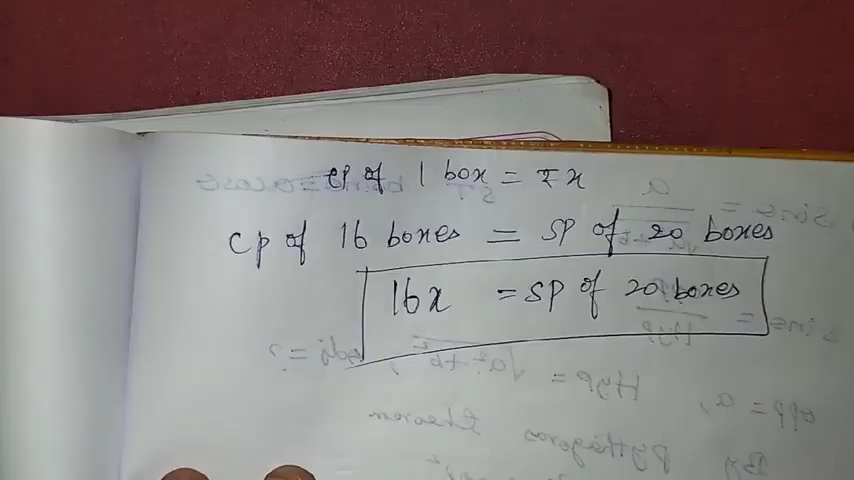 CP of 1 box = ₹ x
CP of 16 boxes = SP of 20 boxes
16x = SP of 20 boxes